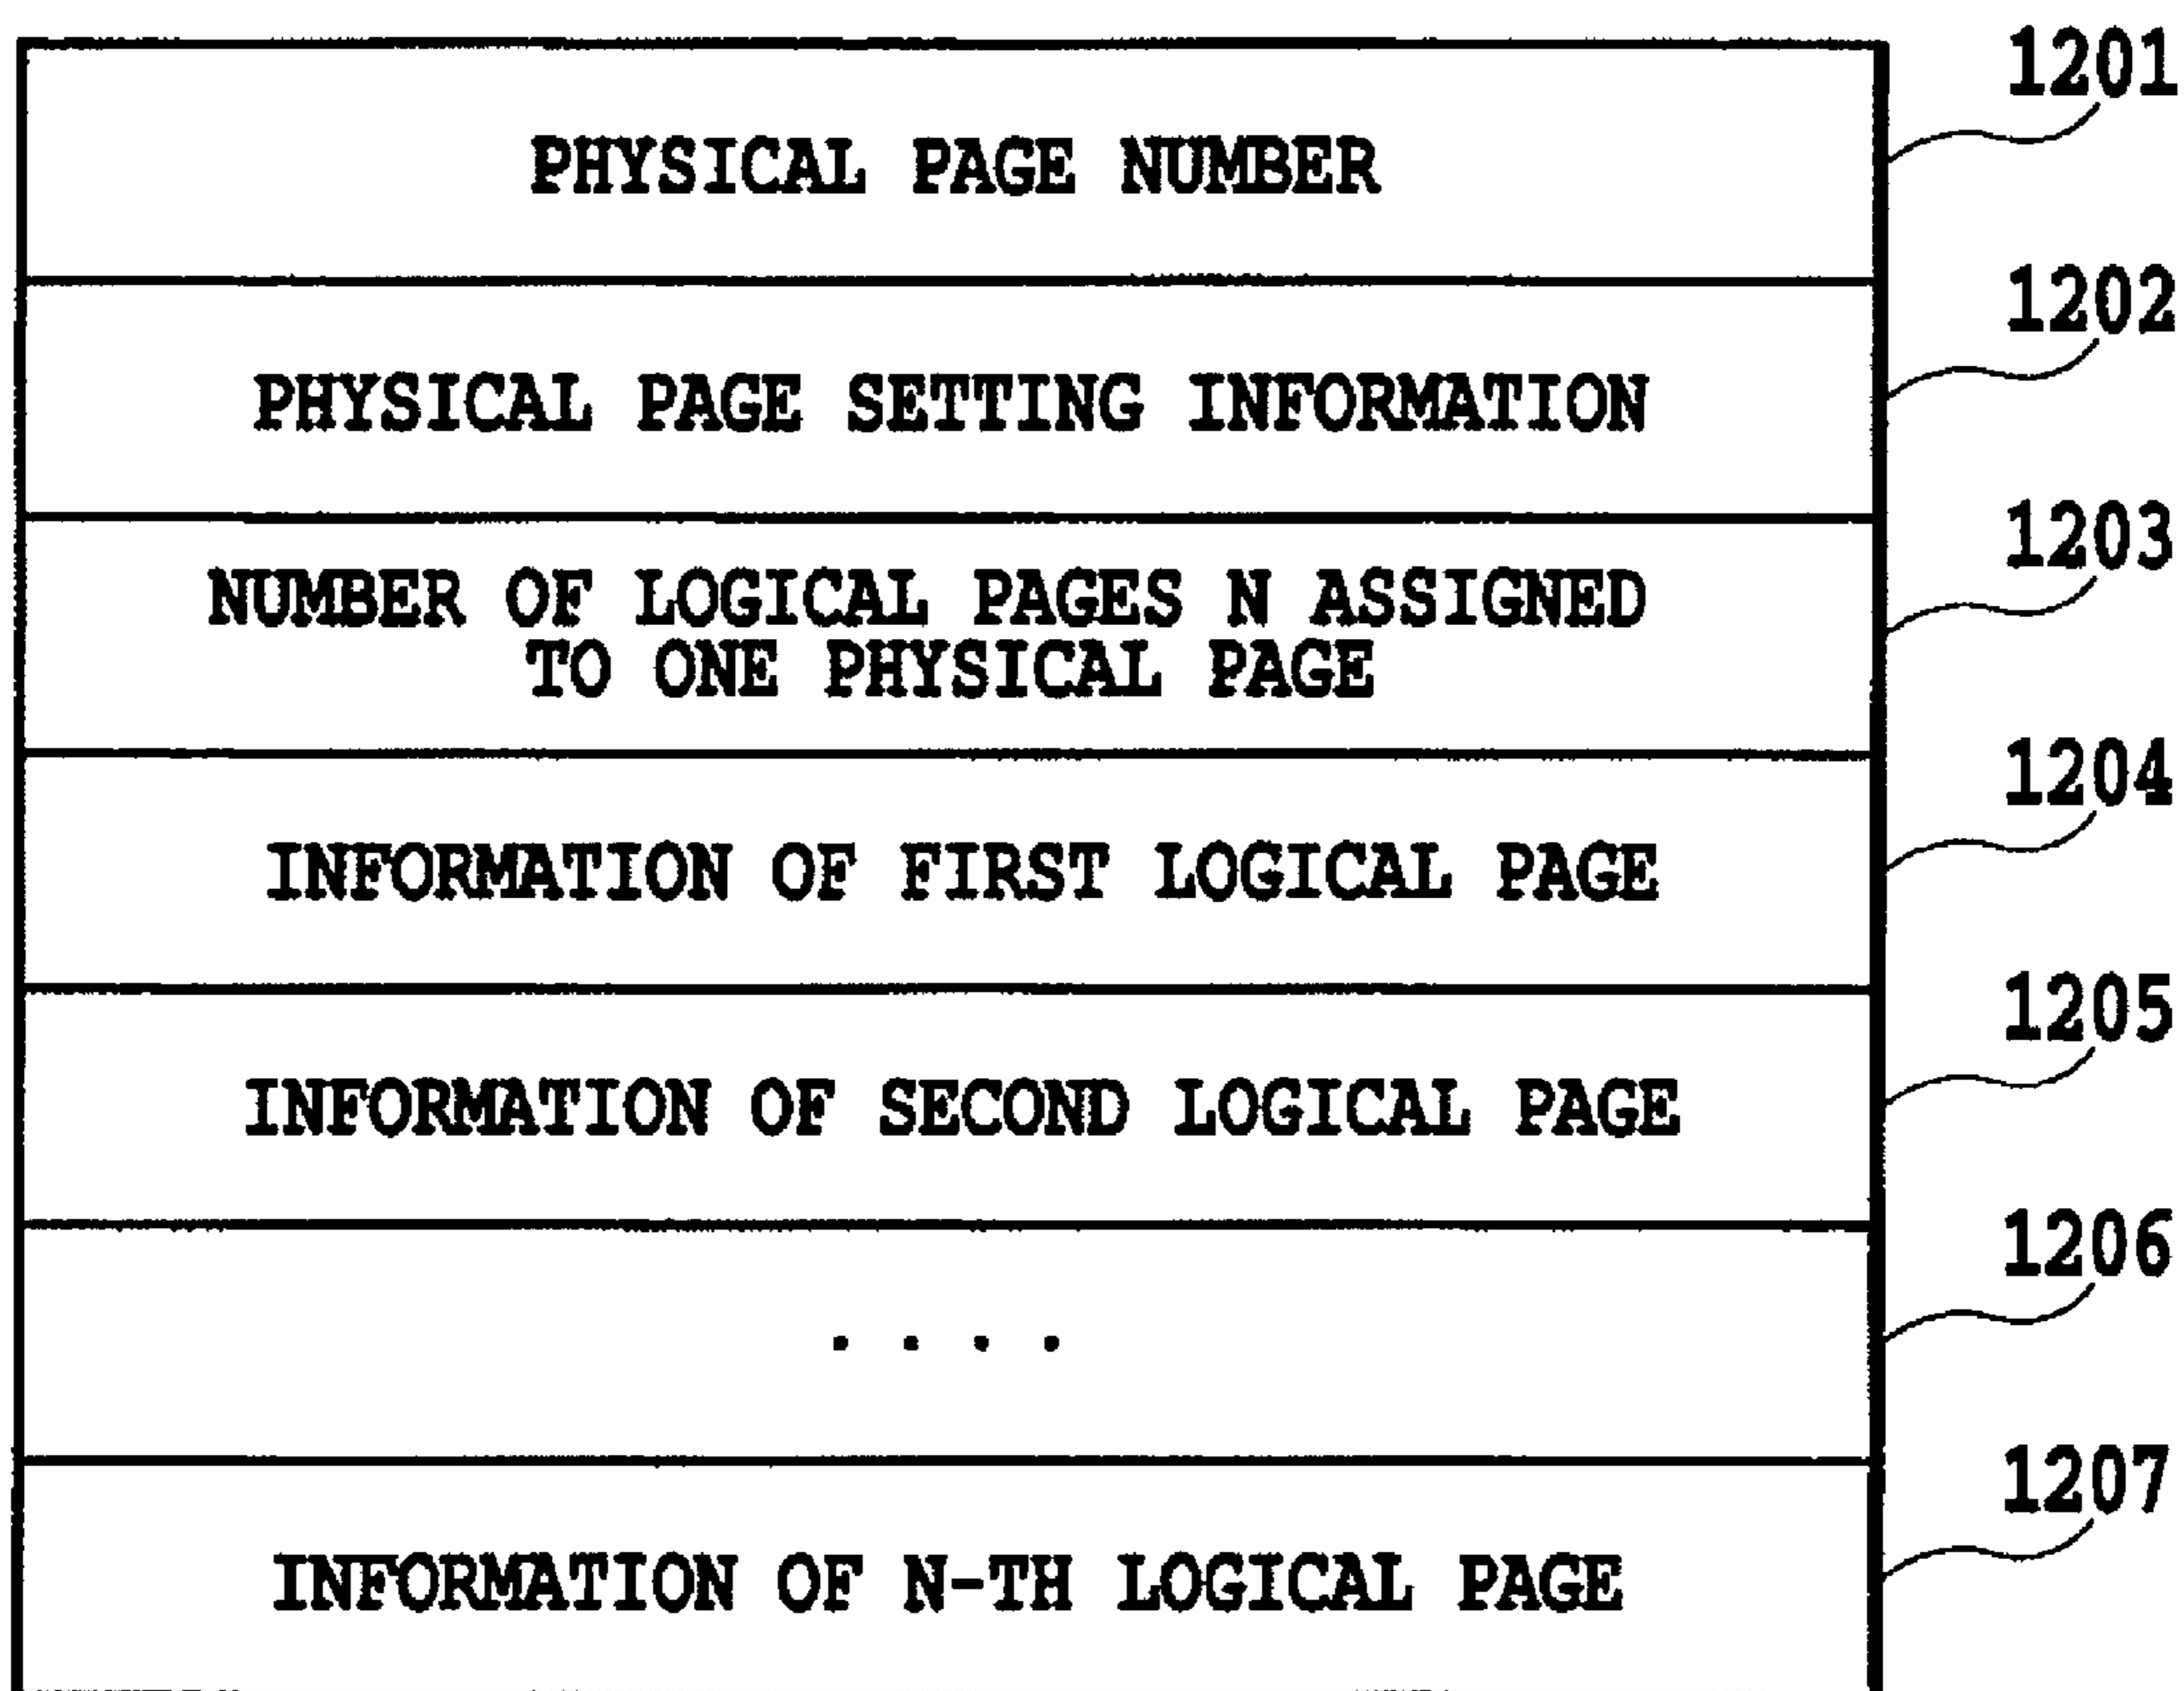 PHYSICAL PAGE NUMBER
1201
PHYSICAL PAGE SETTING INFORMATION
1202
NUMBER OF LOGICAL PAGES N ASSIGNED
TO ONE PHYSICAL PAGE
1203
INFORMATION OF FIRST LOGICAL PAGE
1204
INFORMATION OF SECOND LOGICAL PAGE
1205
. . . .
1206
INFORMATION OF N-TH LOGICAL PAGE
1207